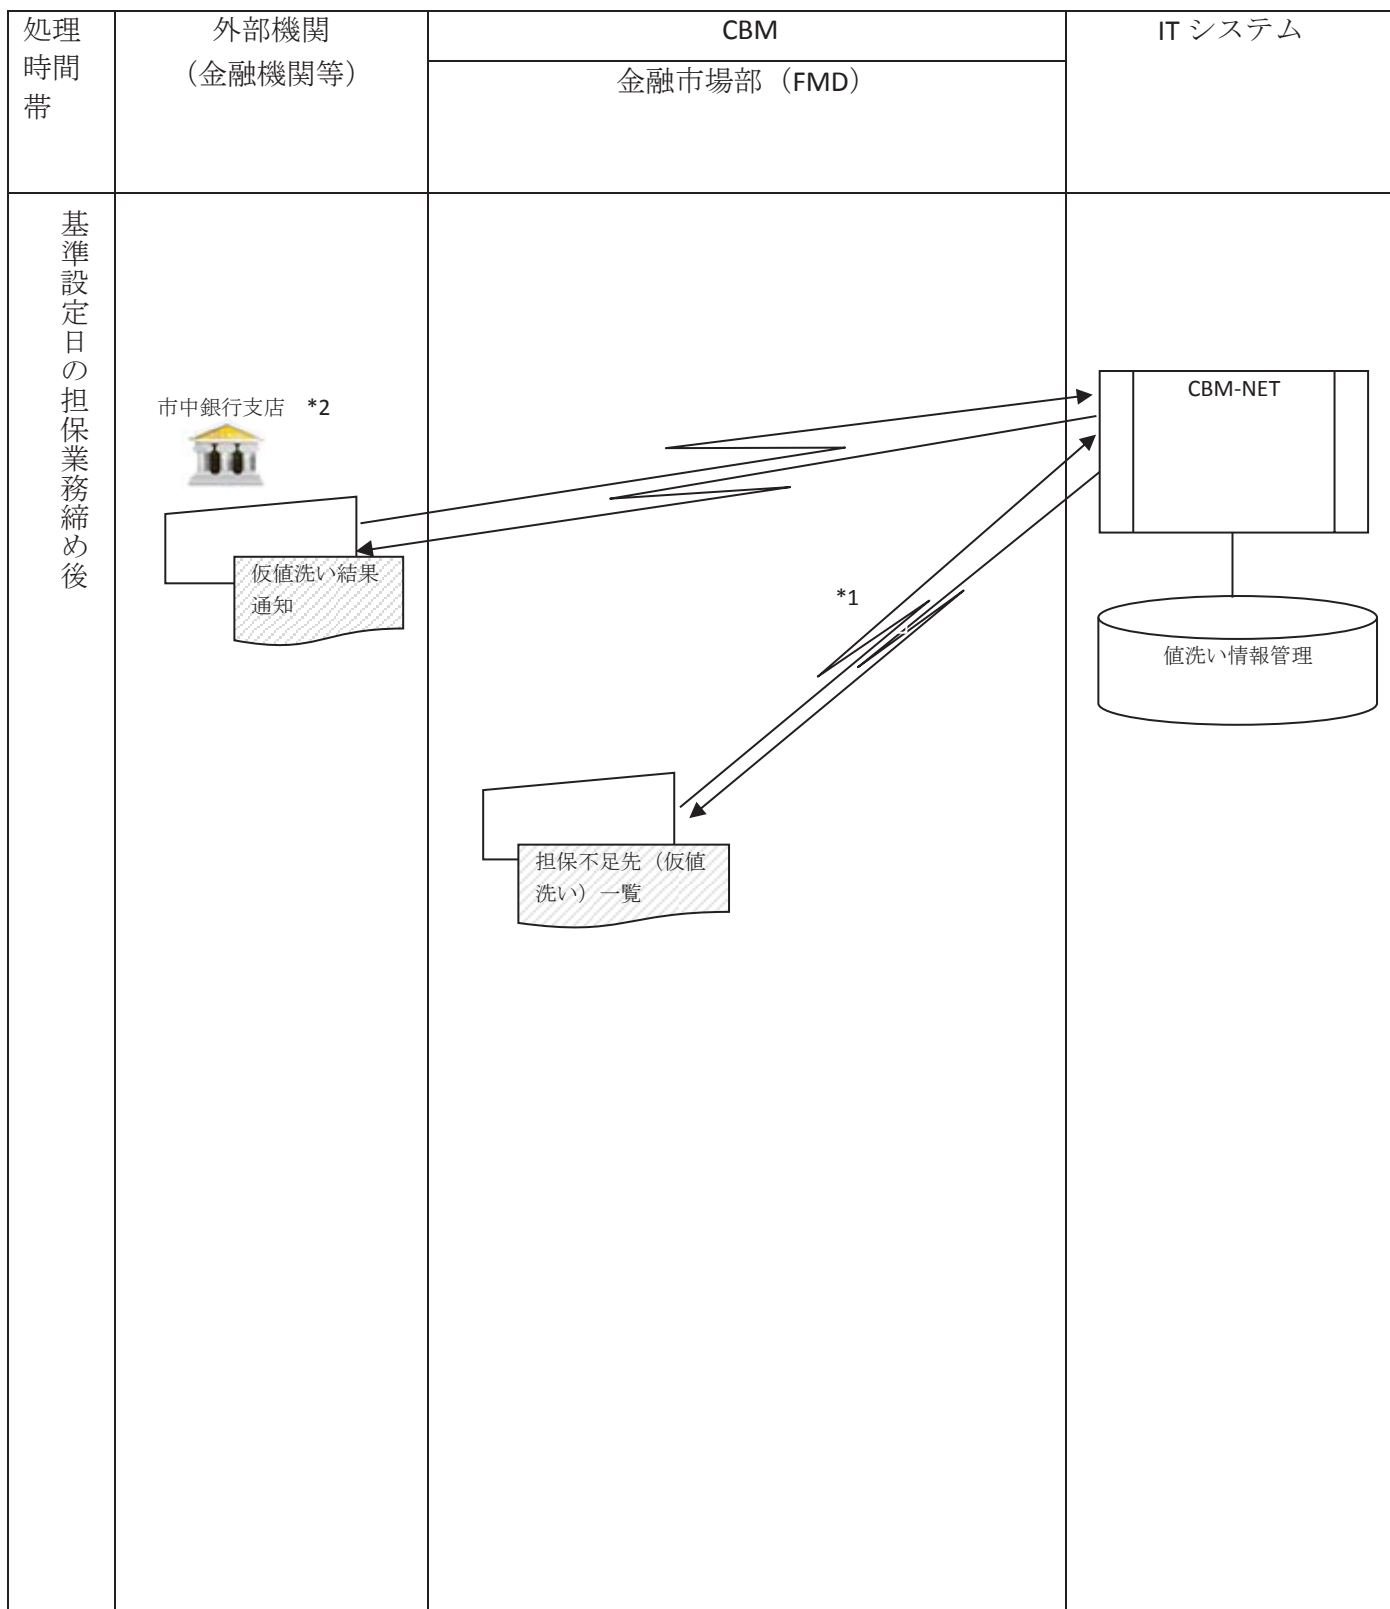 処理
時間
帯
外部機関
（金融機関等）
CBM
金融市場部（FMD）
IT システム
基準設定日の担保業務締め後
市中銀行支店　*2
仮値洗い結果
通知
*1
担保不足先（仮値
洗い）一覧
CBM-NET
値洗い情報管理